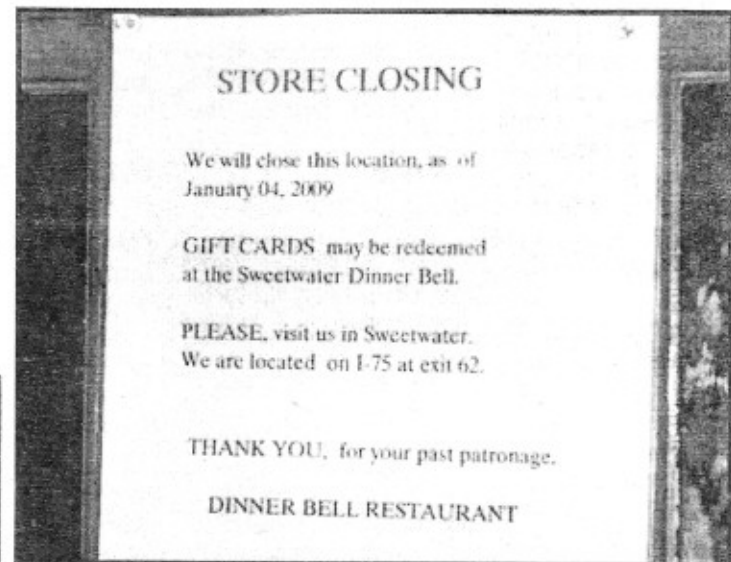 STORE CLOSING
We will close this location, as of
January 04, 2009
GIFT CARDS may be redeemed
at the Sweetwater Dinner Bell.
PLEASE, visit us in Sweetwater.
We are located on I-75 at exit 62.
THANK YOU, for your past patronage.
DINNER BELL RESTAURANT